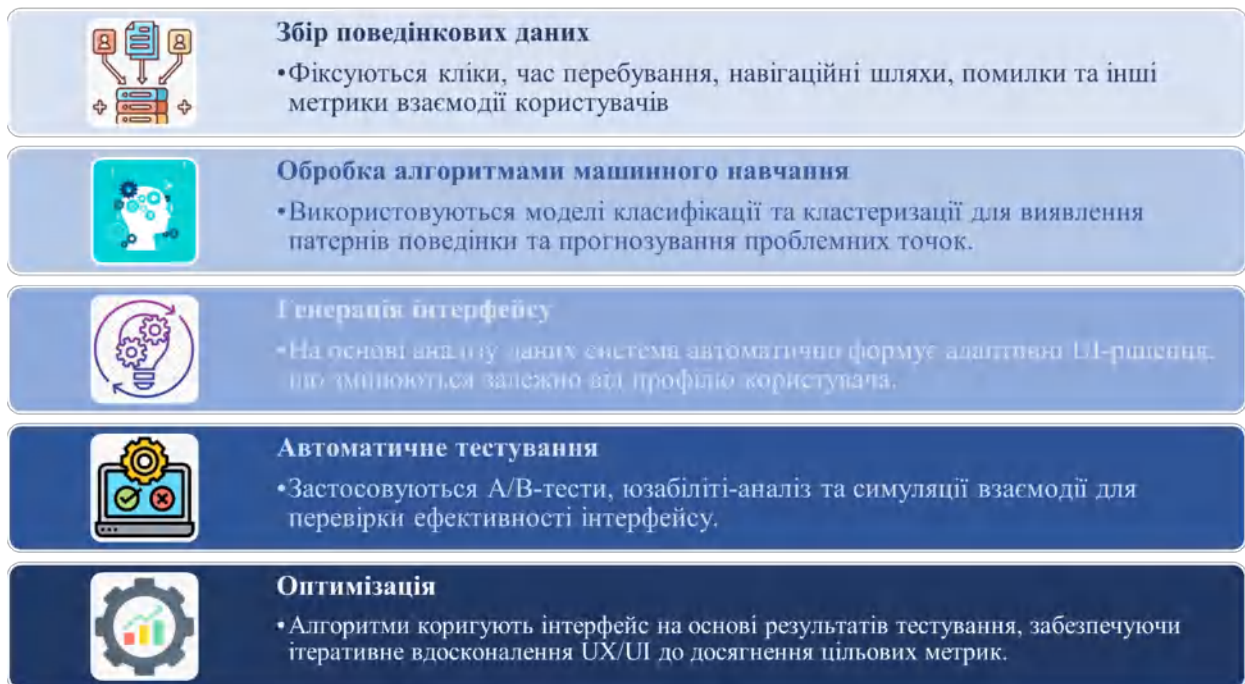 Збір поведінкових даних
•Фіксуються кліки, час перебування, навігаційні шляхи, помилки та інші
метрики взаємодії користувачів
Обробка алгоритмами машинного навчання
•Використовуються моделі класифікації та кластеризації для виявлення
патернів поведінки та прогнозування проблемних точок.
Генерація інтерфейсу
•На основі аналізу даних система автоматично формує адаптивні UI-рішення,
що змінюються залежно від профілю користувача.
Автоматичне тестування
•Застосовуються A/B-тести, юзабіліті-аналіз та симуляції взаємодії для
перевірки ефективності інтерфейсу.
Оптимізація
•Алгоритми коригують інтерфейс на основі результатів тестування, забезпечуючи
ітеративне вдосконалення UX/UI до досягнення цільових метрик.